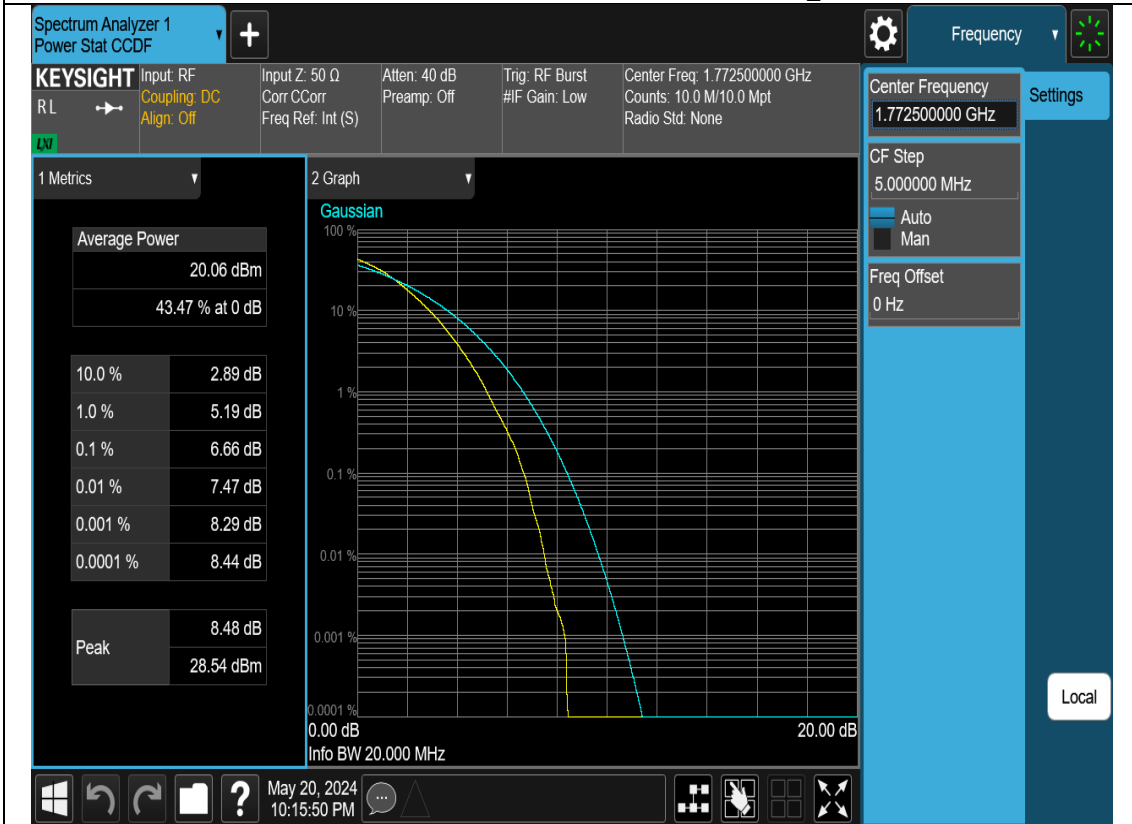 Spectrum Analyzer 1
Power Stat CCDF
Frequency
KEYSIGHT
RL
LXI
Input: RF
Coupling: DC
Align: Off
Input Z: 50 Ω
Corr CCorr
Freq Ref: Int (S)
Atten: 40 dB
Preamp: Off
Trig: RF Burst
#IF Gain: Low
Center Freq: 1.772500000 GHz
Counts: 10.0 M/10.0 Mpt
Radio Std: None
Center Frequency
1.772500000 GHz
Settings
CF Step
5.000000 MHz
Auto
Man
Freq Offset
0 Hz
Local
1 Metrics
Average Power
20.06 dBm
43.47 % at 0 dB
10.0 % 2.89 dB
1.0 % 5.19 dB
0.1 % 6.66 dB
0.01 % 7.47 dB
0.001 % 8.29 dB
0.0001 % 8.44 dB
Peak
8.48 dB
28.54 dBm
2 Graph
Gaussian
100 %
10 %
1 %
0.1 %
0.01 %
0.001 %
0.0001 %
0.00 dB 20.00 dB
Info BW 20.000 MHz
?
May 20, 2024
10:15:50 PM